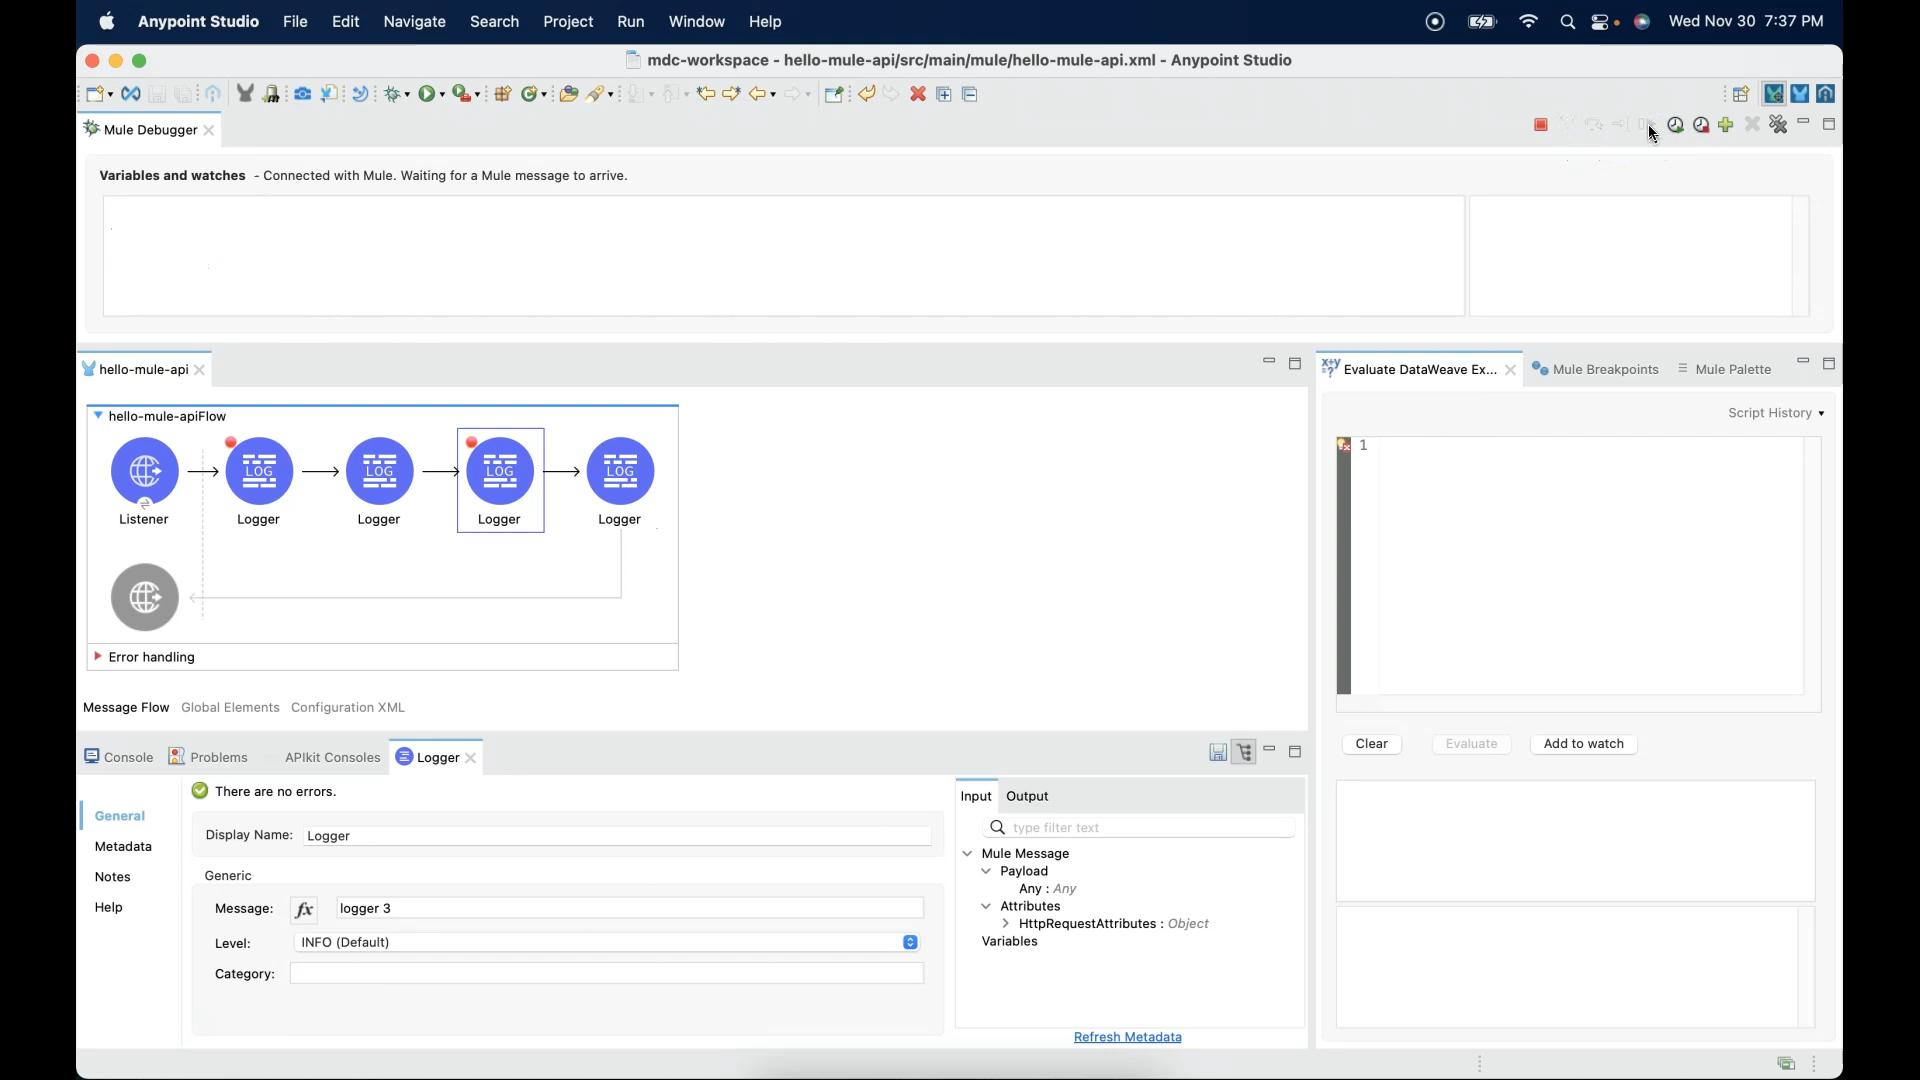 Anypoint Studio File Edit Navigate Search Project Run Window Help Wed Nov 30 7:37 PM
mdc-workspace - hello-mule-api/src/main/mule/hello-mule-api.xml - Anypoint Studio
Mule Debugger
Variables and watches - Connected with Mule. Waiting for a Mule message to arrive.
hello-mule-api
x+y
=?
Evaluate DataWeave Ex... Mule Breakpoints Mule Palette
Script History
1
hello-mule-apiFlow
LOG LOG LOG LOG
Listener Logger Logger Logger Logger
Error handling
Message Flow Global Elements Configuration XML
Clear Evaluate Add to watch
Console Problems APIkit Consoles Logger
There are no errors.
General
Metadata
Notes
Help
Display Name: Logger
Generic
Message: fx logger 3
Level: INFO (Default)
Category:
Input Output
type filter text
Mule Message
Payload
Any : Any
Attributes
HttpRequestAttributes : Object
Variables
Refresh Metadata